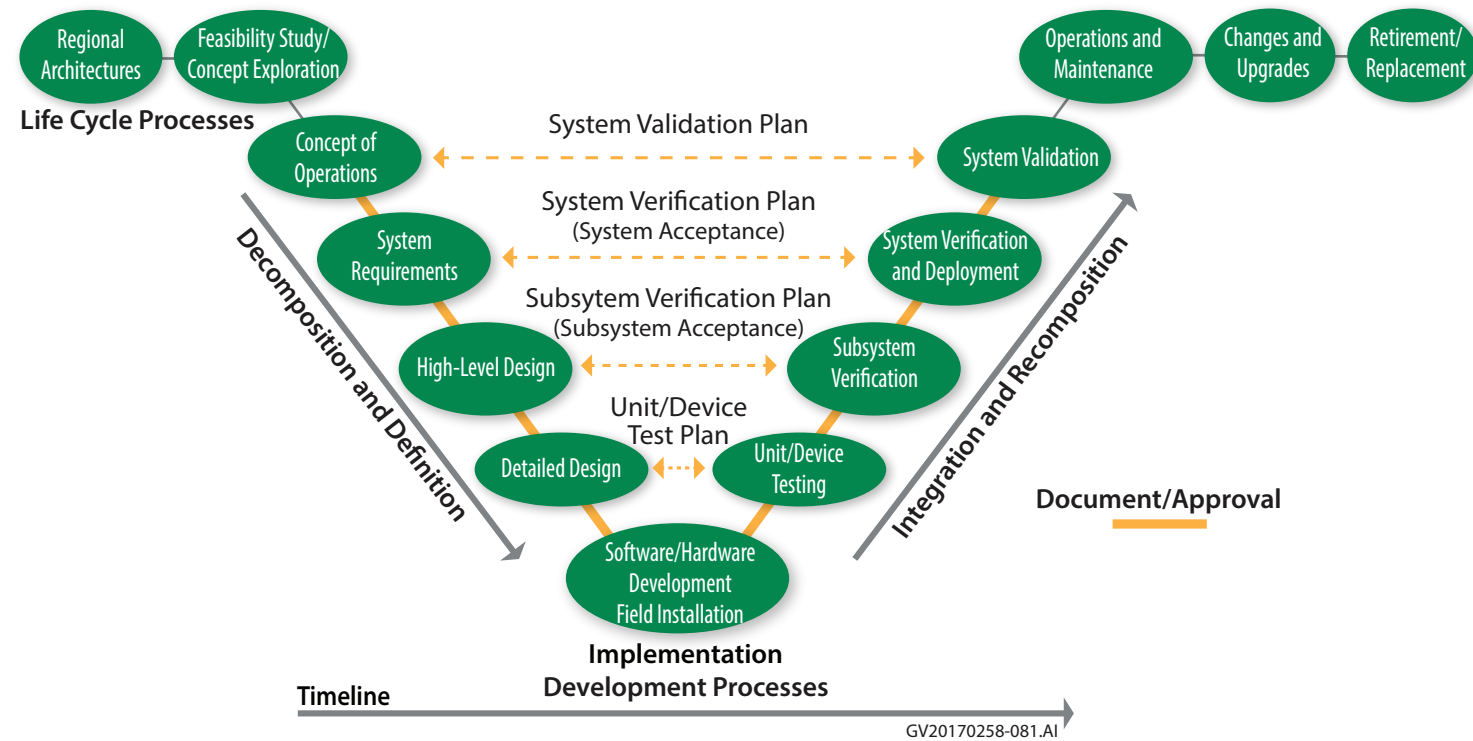 Regional
Architectures
Feasibility Study/
Concept Exploration
Operations and
Maintenance
Changes and
Upgrades
Retirement/
Replacement
Life Cycle Processes
Concept of
Operations
System Validation Plan
System Validation
System Verification Plan
(System Acceptance)
System
Requirements
System Verification
and Deployment
Decomposition and Definition
Integration and Recomposition
Subsytem Verification Plan
(Subsystem Acceptance)
High-Level Design
Subsystem
Verification
Unit/Device
Test Plan
Detailed Design
Unit/Device
Testing
Document/Approval
Software/Hardware
Development
Field Installation
Implementation
Development Processes
Timeline
GV20170258-081.AI